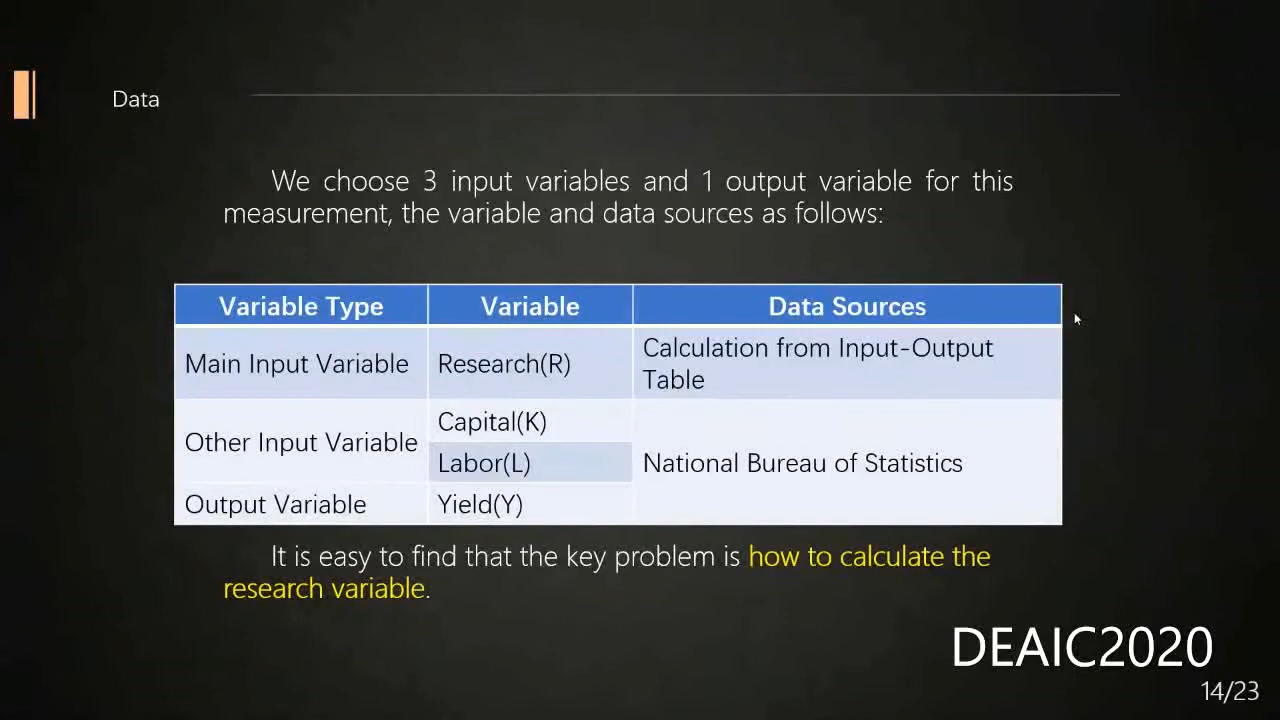 Data
We choose 3 input variables and 1 output variable for this
measurement, the variable and data sources as follows:
Variable Type Variable Data Sources
Main Input Variable Research(R) Calculation from Input-Output
Table
Other Input Variable Capital(K)
Labor(L) National Bureau of Statistics
Output Variable Yield(Y)
It is easy to find that the key problem is how to calculate the
research variable.
DEAIC2020
14/23